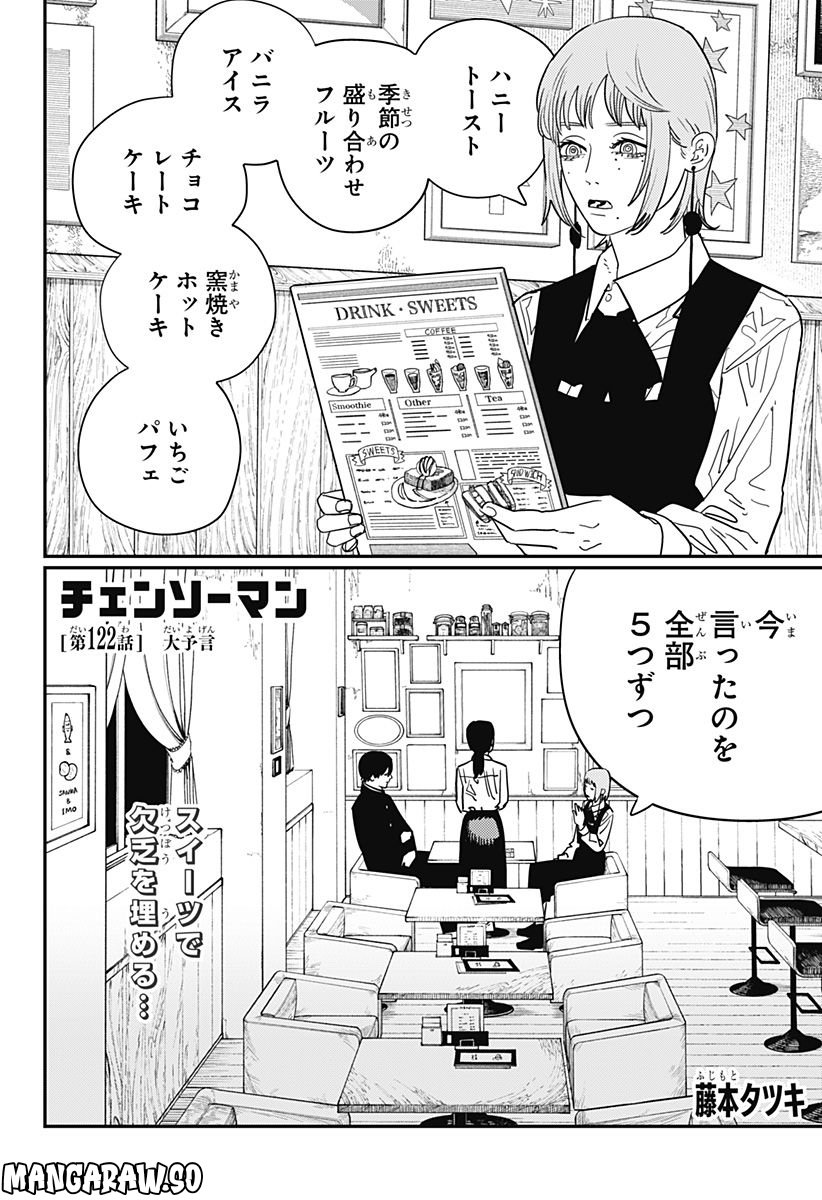 ハニー
トースト
季節の
盛り合わせ
フルーツ
バニラ
アイス
チョコ
レート
ケーキ
窯焼き
ホット
ケーキ
いちご
パフェ
DRINK・SWEETS
COFFEE
Smoothie
Other
Tea
SWEETS
チェンソーマン
[第122話] 大予言
今
言ったのを
全部
5つずつ
&
&
IMO
スイーツで
欠乏を埋める…
藤本タツキ
MANGARAW.SO